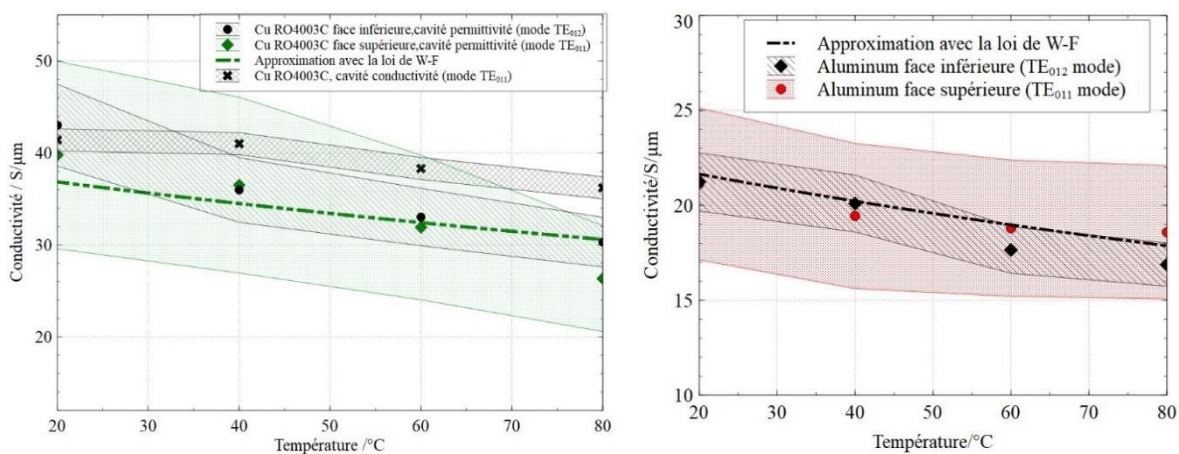 Cu RO4003C face inférieure,cavité permittivité (mode TE₀₁₂)
Cu RO4003C face supérieure,cavité permittivité (mode TE₀₁₁)
Approximation avec la loi de W-F
Cu RO4003C, cavité conductivité (mode TE₀₁₁)
50
40
30
20
Conductivité / S/µm
20
30
40
50
60
70
80
Température /°C
Approximation avec la loi de W-F
Aluminum face inférieure (TE₀₁₂ mode)
Aluminum face supérieure (TE₀₁₁ mode)
30
25
20
15
10
Conductivité/S/µm
20
30
40
50
60
70
80
Température/°C